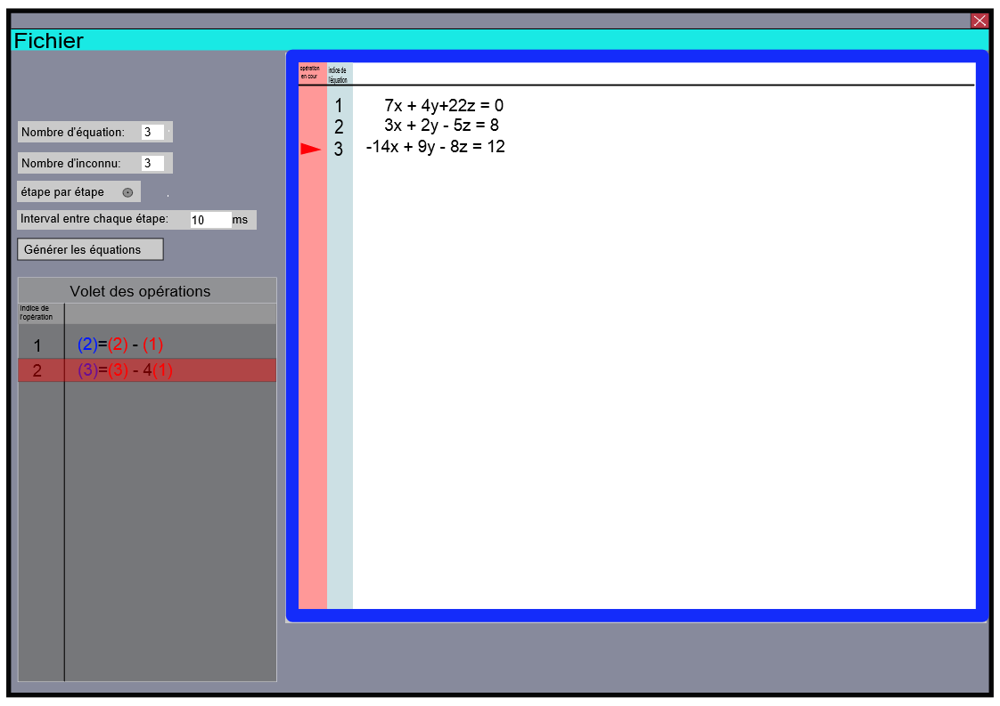 Fichier
Nombre d'équation: 3
Nombre d'inconnu: 3
étape par étape
Interval entre chaque étape: 10 ms
Générer les équations
Volet des opérations
Indice de
l'opération
1 (2)=(2) - (1)
2 (3)=(3) - 4(1)
opération
en cour
indice de
l'équation
1 7x + 4y+22z = 0
2 3x + 2y - 5z = 8
3 -14x + 9y - 8z = 12